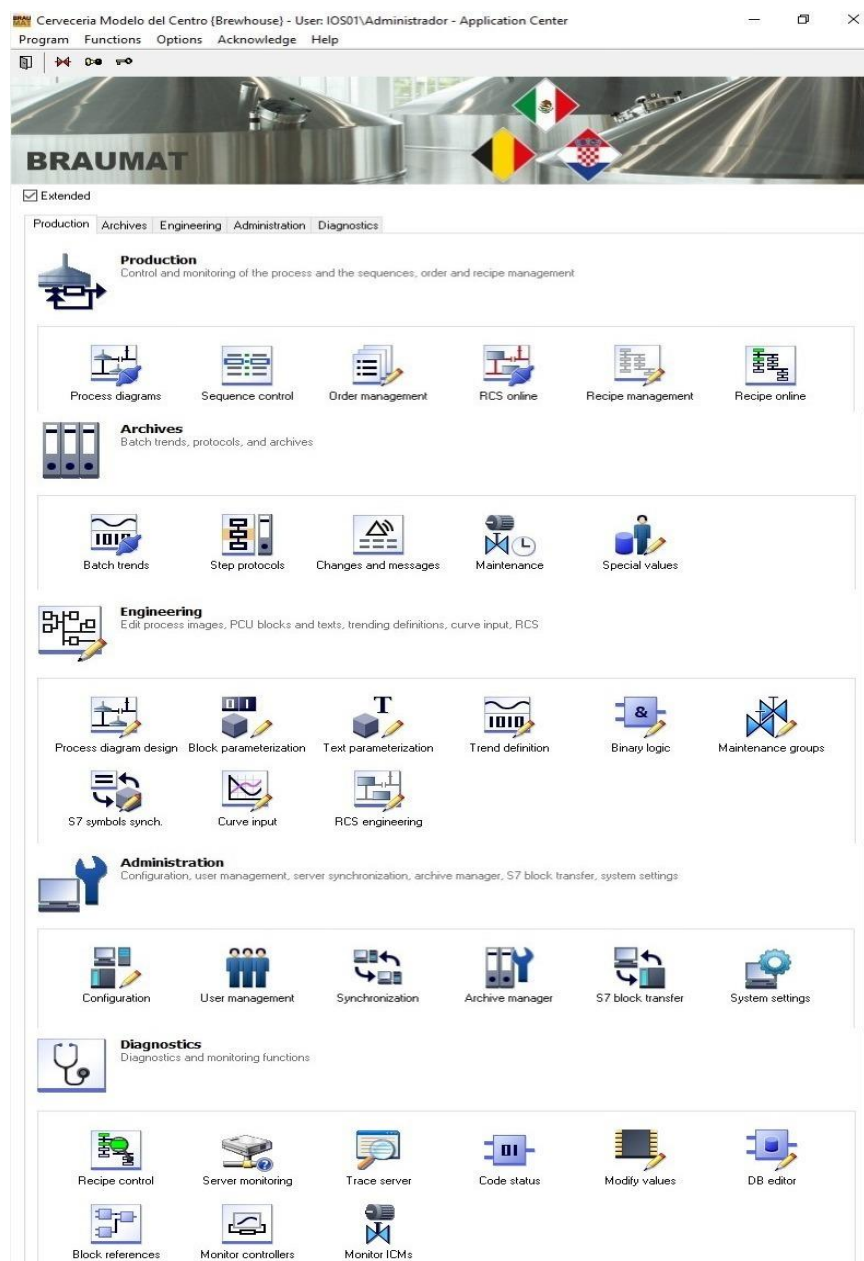 BRAU MAT Cerveceria Modelo del Centro {Brewhouse} - User: IOS01\Administrador - Application Center
Program Functions Options Acknowledge Help
BRAUMAT
Extended
Production Archives Engineering Administration Diagnostics
Production
Control and monitoring of the process and the sequences, order and recipe management
Process diagrams Sequence control Order management RCS online Recipe management Recipe online
Archives
Batch trends, protocols, and archives
Batch trends Step protocols Changes and messages Maintenance Special values
Engineering
Edit process images, PCU blocks and texts, trending definitions, curve input, RCS
Process diagram design Block parameterization Text parameterization Trend definition Binary logic Maintenance groups
S7 symbols synch. Curve input RCS engineering
Administration
Configuration, user management, server synchronization, archive manager, S7 block transfer, system settings
Configuration User management Synchronization Archive manager S7 block transfer System settings
Diagnostics
Diagnostics and monitoring functions
Recipe control Server monitoring Trace server Code status Modify values DB editor
Block references Monitor controllers Monitor ICMs